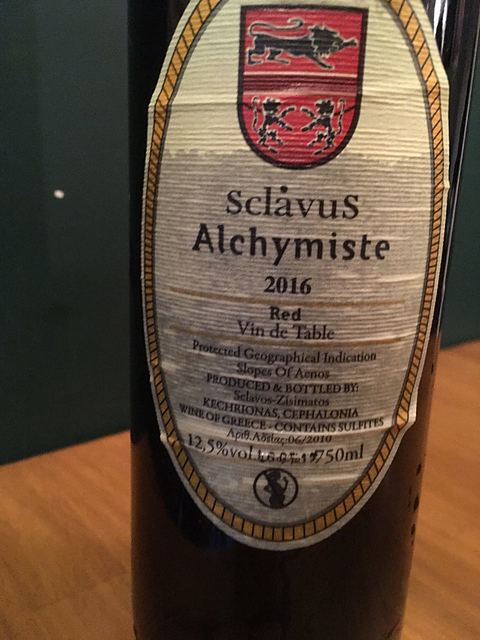 sclåvus
Alchymiste
2016
Red
Vin de Table
Protected Geographical Indication
Slopes Of Aenos
PRODUCED & BOTTLED BY:
Sclavos-Zisimatos
KECHRIONAS, CEPHALONIA
WINE OF GREECE - CONTAINS SULFITES
Αριθ.Αδείας:06/2010
12,5%vol 750ml